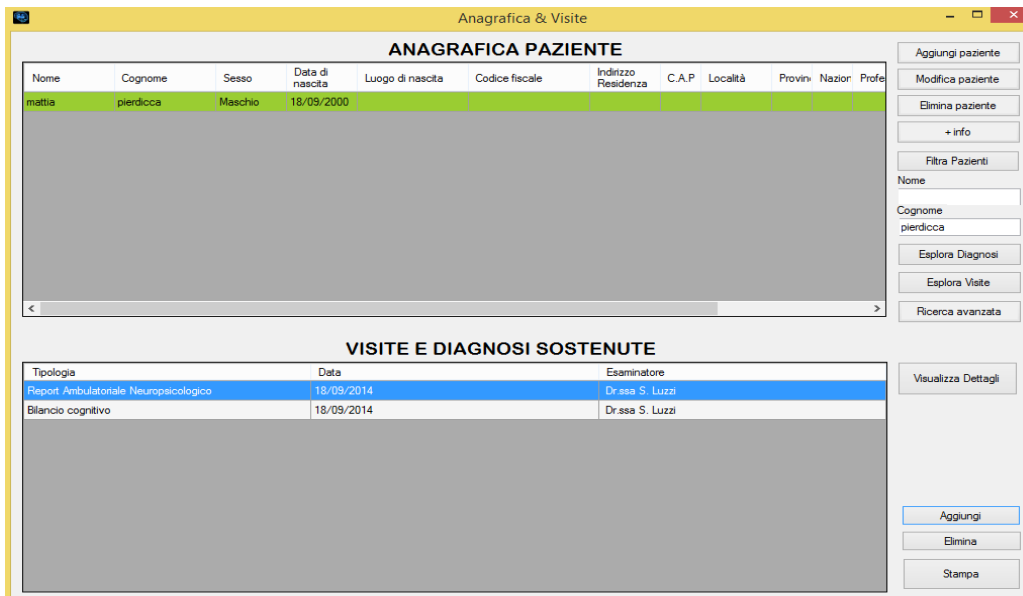 Anagrafica & Visite
ANAGRAFICA PAZIENTE
Nome Cognome Sesso Data di nascita Luogo di nascita Codice fiscale Indirizzo Residenza C.A.P Località Provin Nazion Profe
mattia pierdicca Maschio 18/09/2000
Aggiungi paziente
Modifica paziente
Elimina paziente
+ info
Filtra Pazienti
Nome
Cognome
pierdicca
Esplora Diagnosi
Esplora Visite
Ricerca avanzata
VISITE E DIAGNOSI SOSTENUTE
Tipologia Data Esaminatore
Report Ambulatoriale Neuropsicologico 18/09/2014 Dr.ssa S. Luzzi
Bilancio cognitivo 18/09/2014 Dr.ssa S. Luzzi
Visualizza Dettagli
Aggiungi
Elimina
Stampa